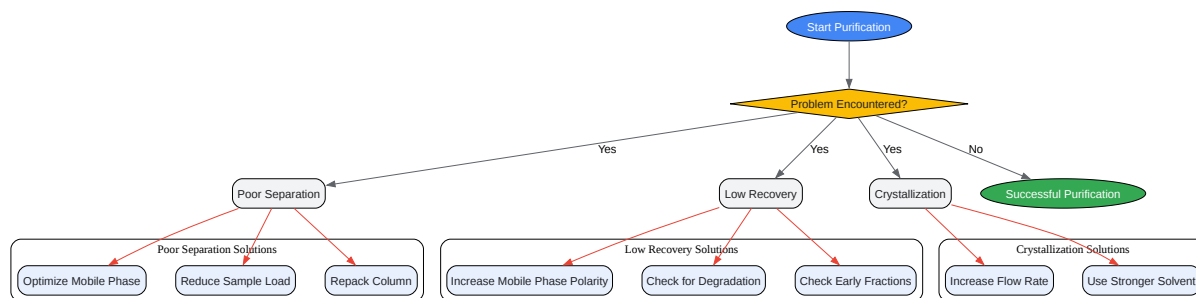 Start Purification
Problem Encountered?
Yes
Yes
Yes
No
Poor Separation
Low Recovery
Crystallization
Successful Purification
Poor Separation Solutions
Low Recovery Solutions
Crystallization Solutions
Optimize Mobile Phase
Reduce Sample Load
Repack Column
Increase Mobile Phase Polarity
Check for Degradation
Check Early Fractions
Increase Flow Rate
Use Stronger Solvent